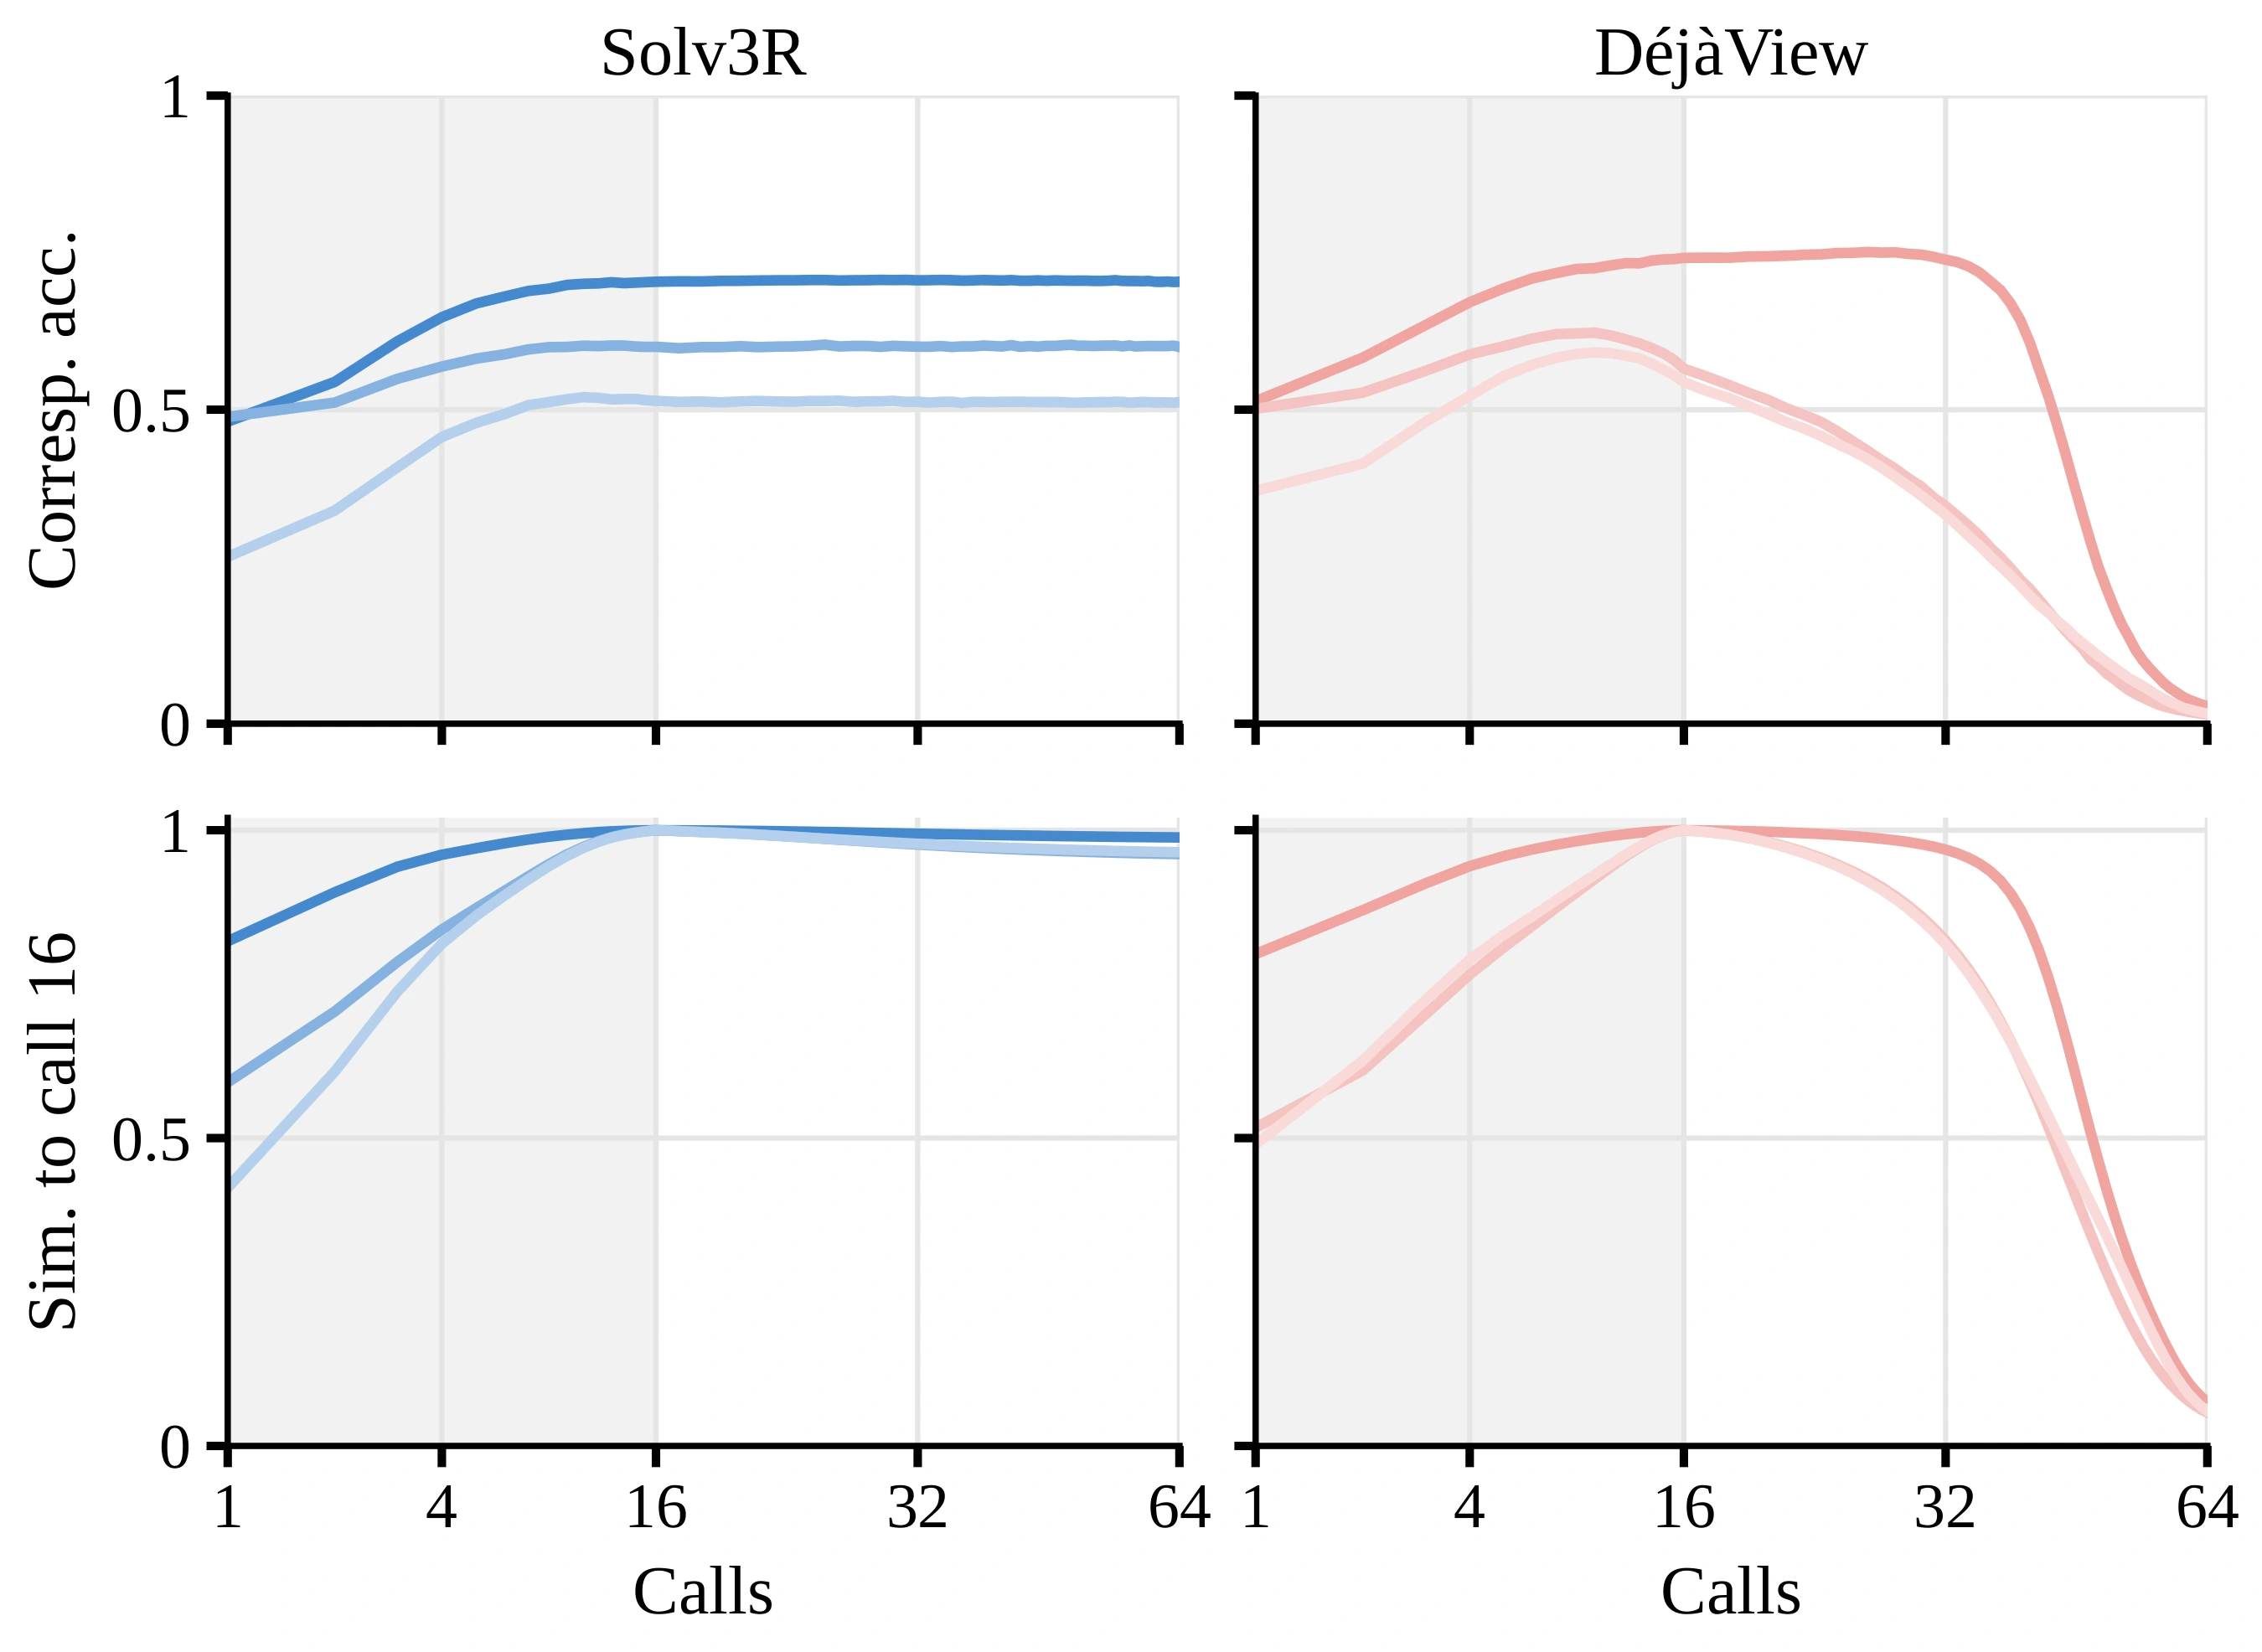 Solv3R
DéjàView
Corresp. acc.
1
0.5
0
Sim. to call 16
1
0.5
0
1 4 16 32 64
1 4 16 32 64
Calls
Calls